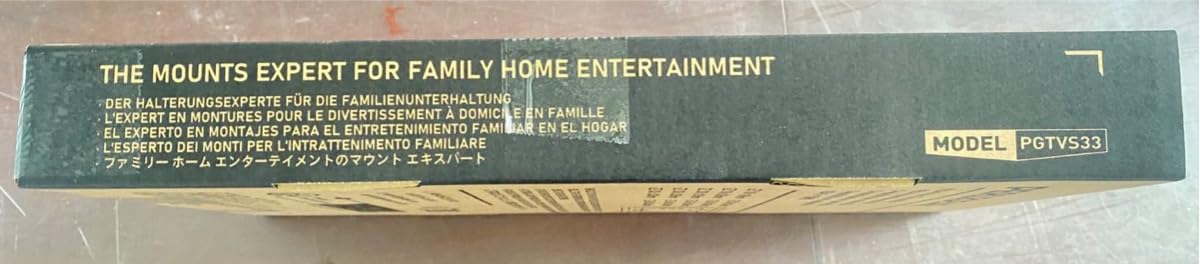 THE MOUNTS EXPERT FOR FAMILY HOME ENTERTAINMENT
· DER HALTERUNGSEXPERTE FÜR DIE FAMILIENUNTERHALTUNG
· L'EXPERT EN MONTURES POUR LE DIVERTISSEMENT À DOMICILE EN FAMILLE
· EL EXPERTO EN MONTAJES PARA EL ENTRETENIMIENTO FAMILIAR EN EL HOGAR
· L'ESPERTO DEI MONTI PER L'INTRATTENIMENTO FAMILIARE
· ファミリー ホーム エンターテイメントのマウント エキスパート
MODEL PGTVS33